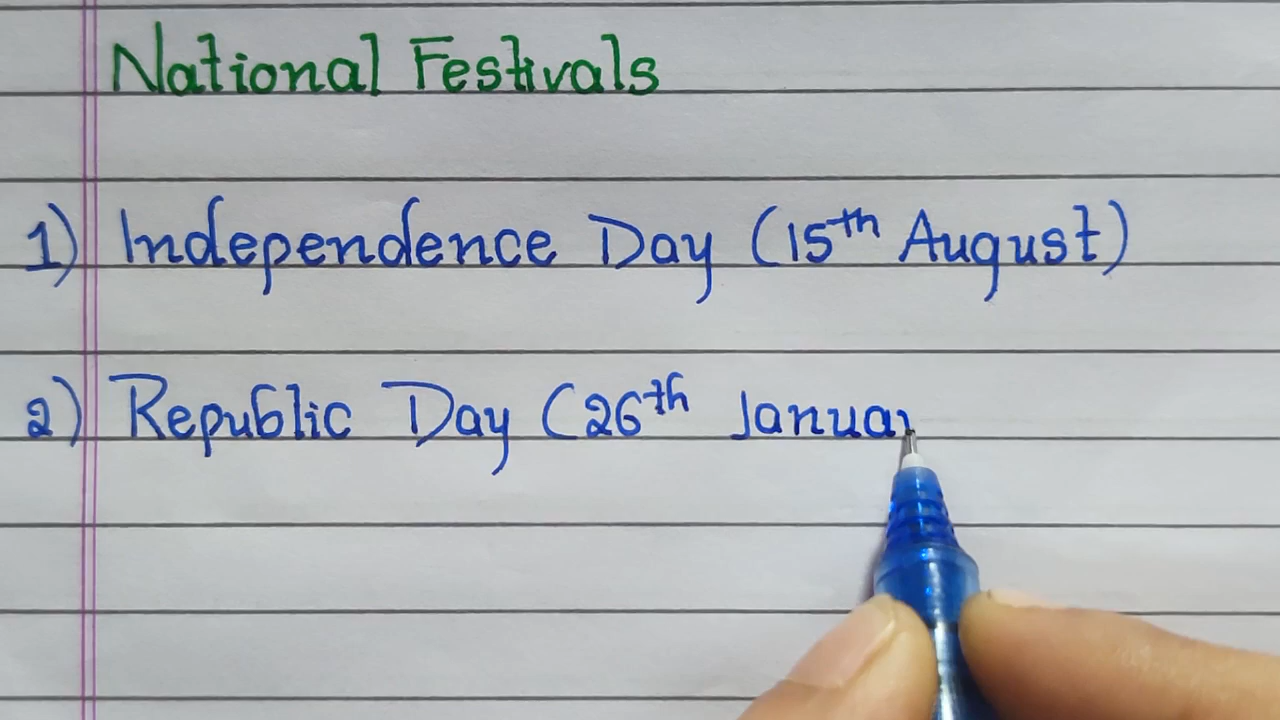 National Festivals
1) Independence Day (15th August)
2) Republic Day (26th Januar